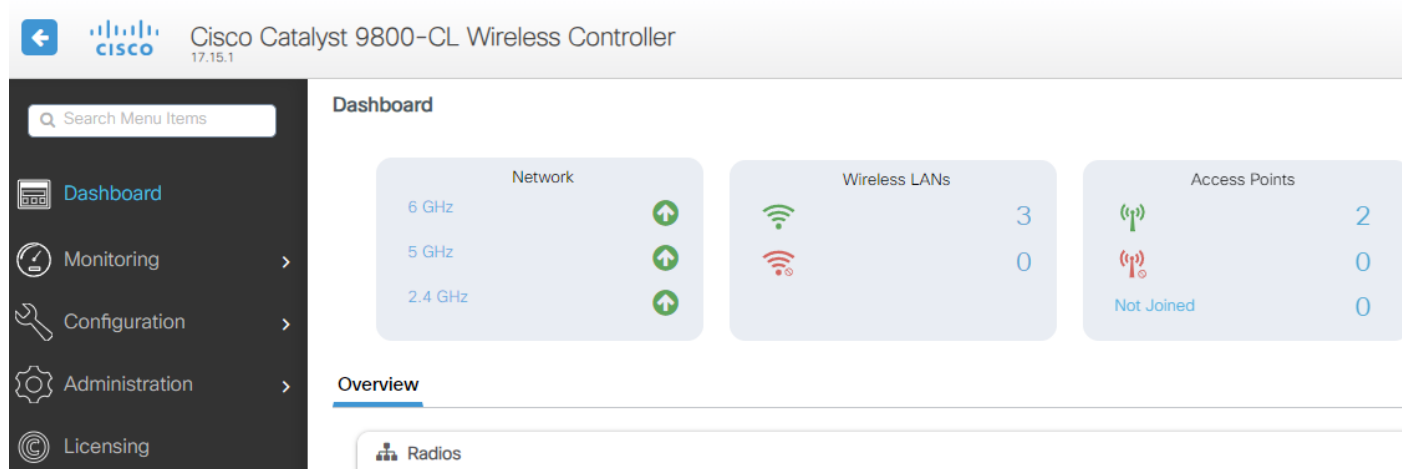 CISCO
Cisco Catalyst 9800-CL Wireless Controller
17.15.1
Search Menu Items
Dashboard
Monitoring
Configuration
Administration
Licensing
Dashboard
Network
6 GHz
5 GHz
2.4 GHz
Wireless LANs
3
0
Access Points
2
0
Not Joined 0
Overview
Radios